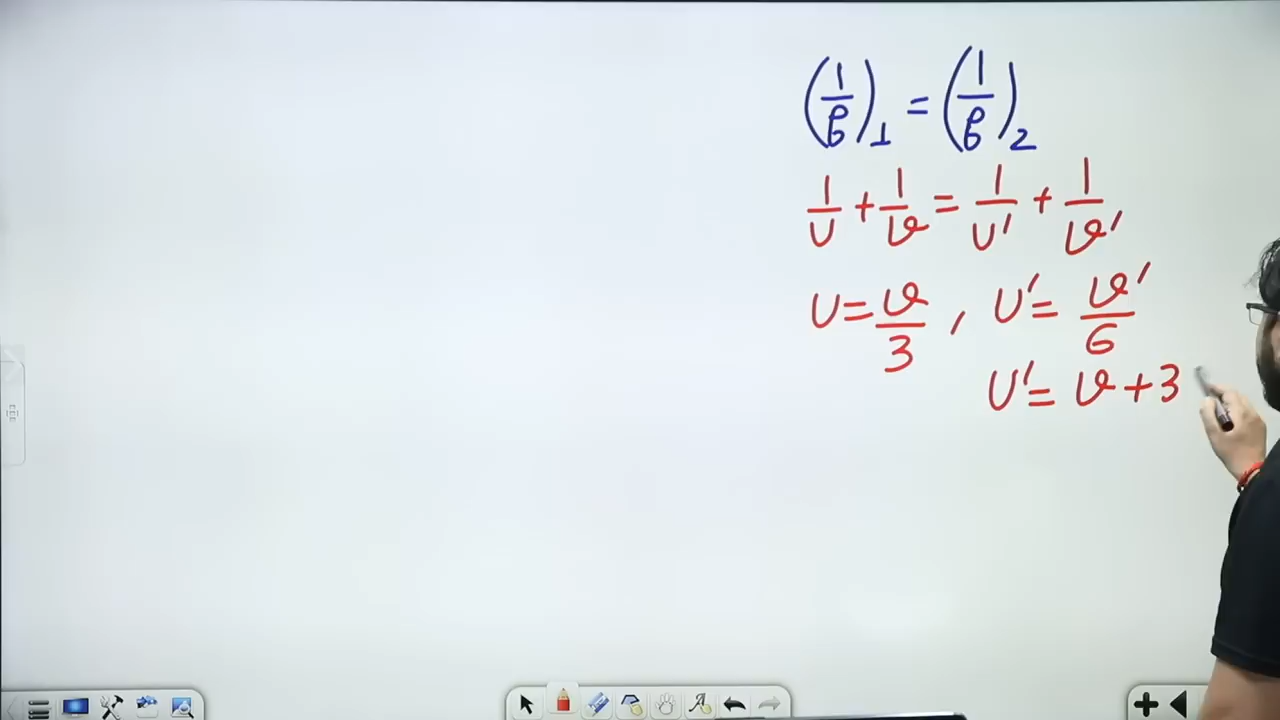 (1/f)₁ = (1/f)₂
1/u + 1/v = 1/u' + 1/v'
u = v/3 , u' = v'/6
u' = v + 3